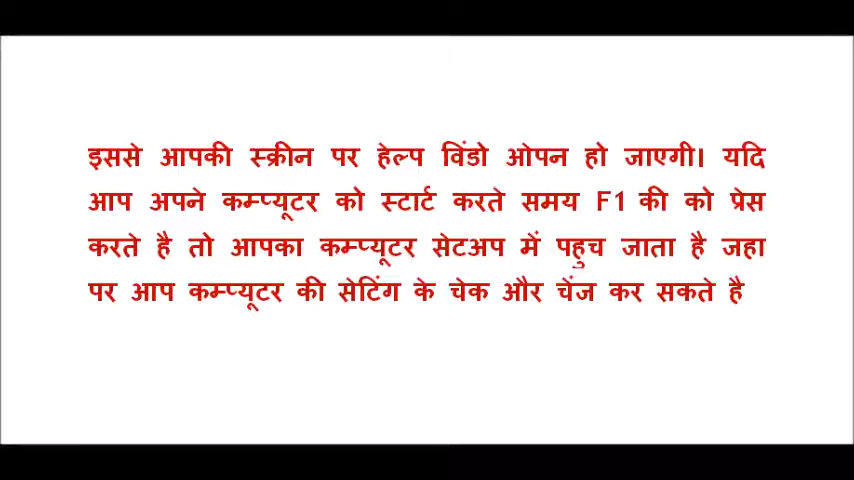 इससे आपकी स्क्रीन पर हेल्प विंडो ओपन हो जाएगी। यदि
आप अपने कम्प्यूटर को स्टार्ट करते समय F1 की को प्रेस
करते है तो आपका कम्प्यूटर सेटअप में पहुच जाता है जहा
पर आप कम्प्यूटर की सेटिंग के चेक और चेंज कर सकते है